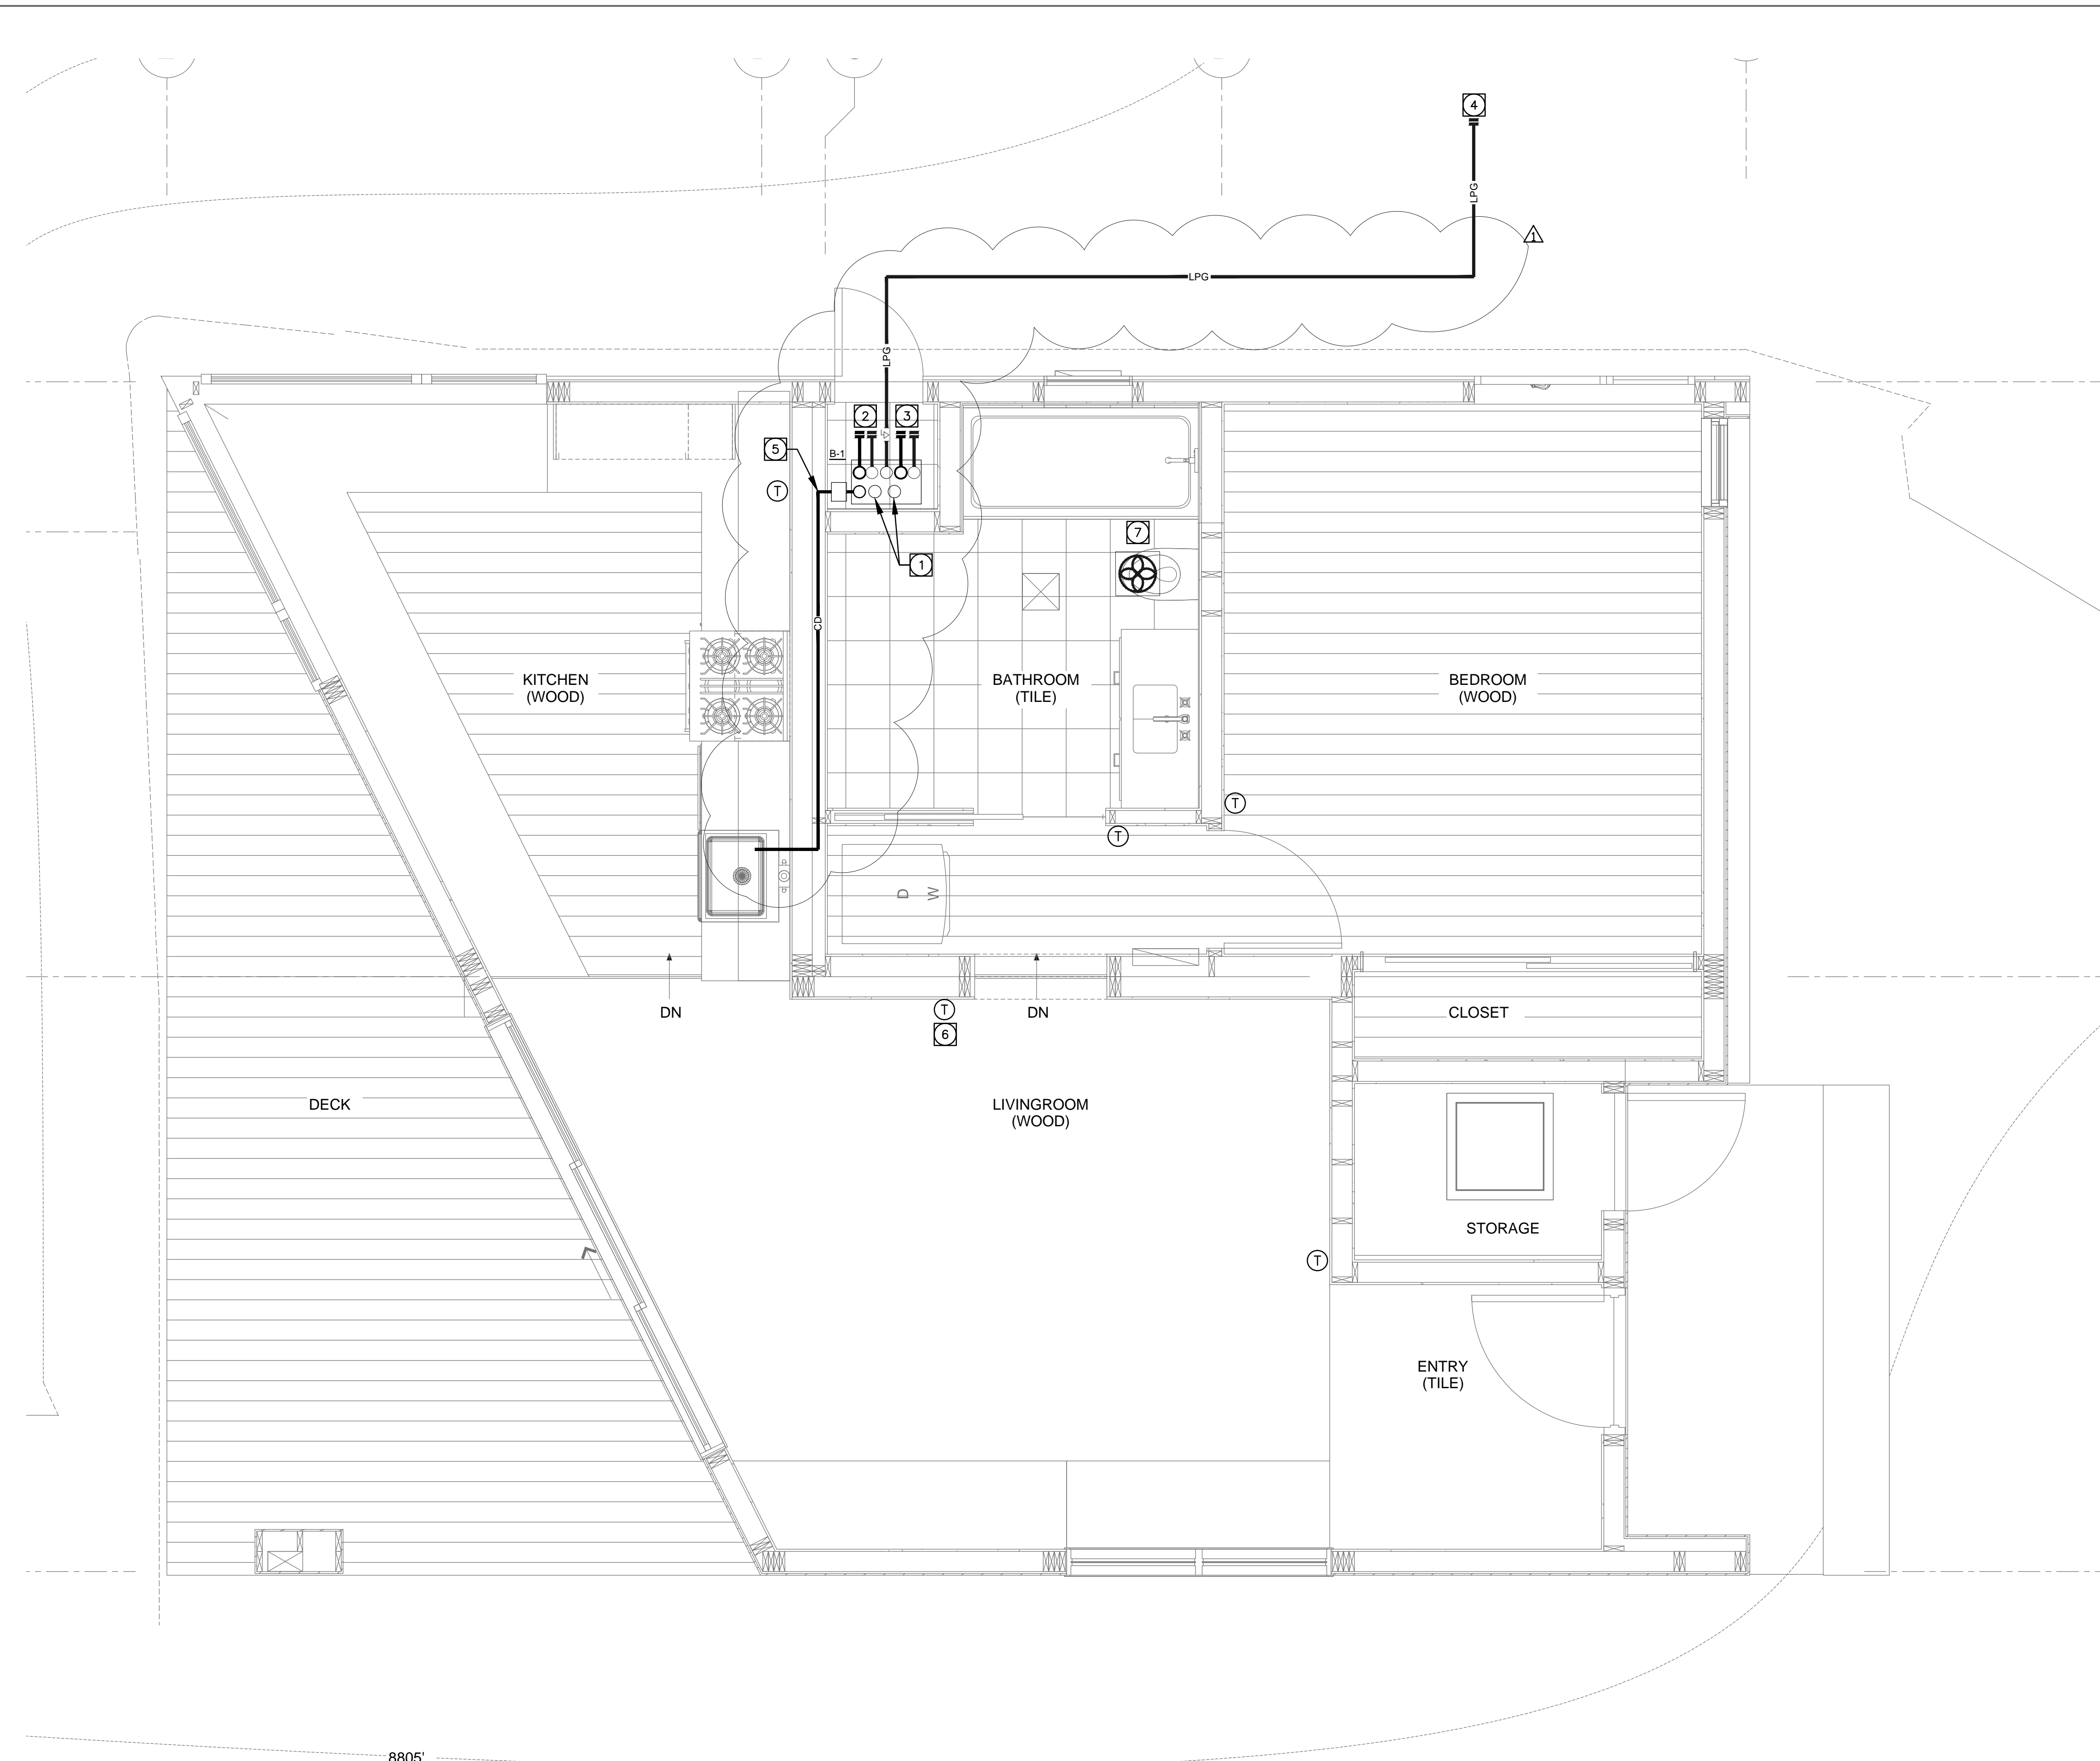 4
LPG
1
LPG
LPG
2
3
5
B-1
T
7
1
CD
KITCHEN
(WOOD)
BATHROOM
(TILE)
BEDROOM
(WOOD)
T
T
D
W
DN
T
6
DN
CLOSET
DECK
LIVINGROOM
(WOOD)
STORAGE
T
ENTRY
(TILE)
8805'